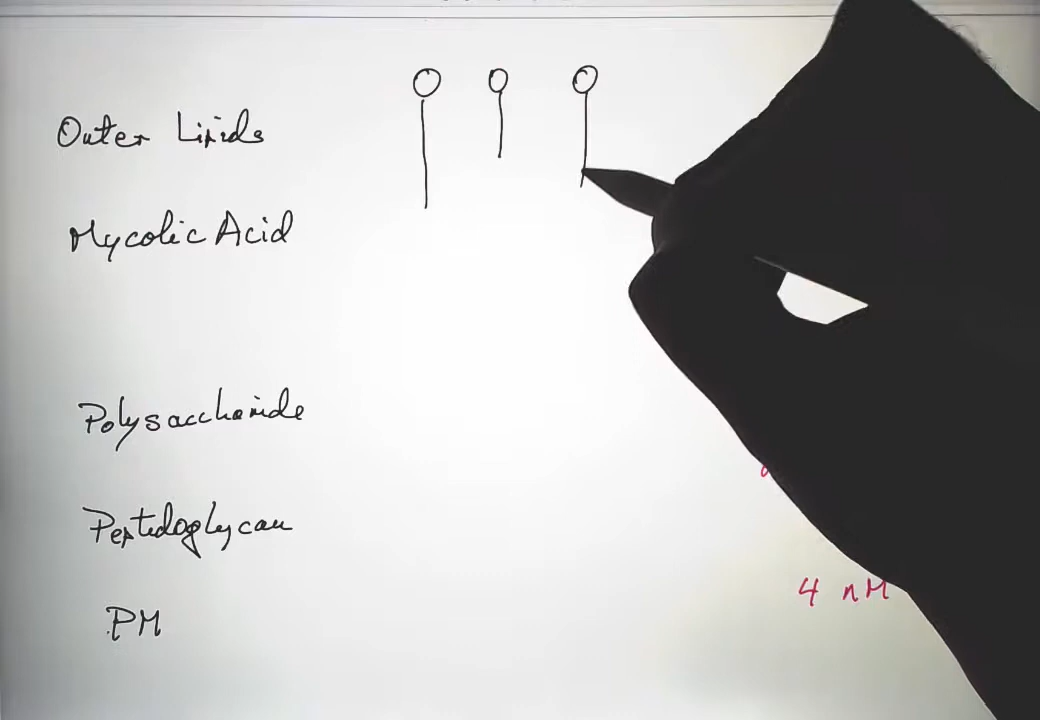 Outer Lipids
Mycolic Acid
Polysaccharide
Peptidoglycan
PM
4 nM